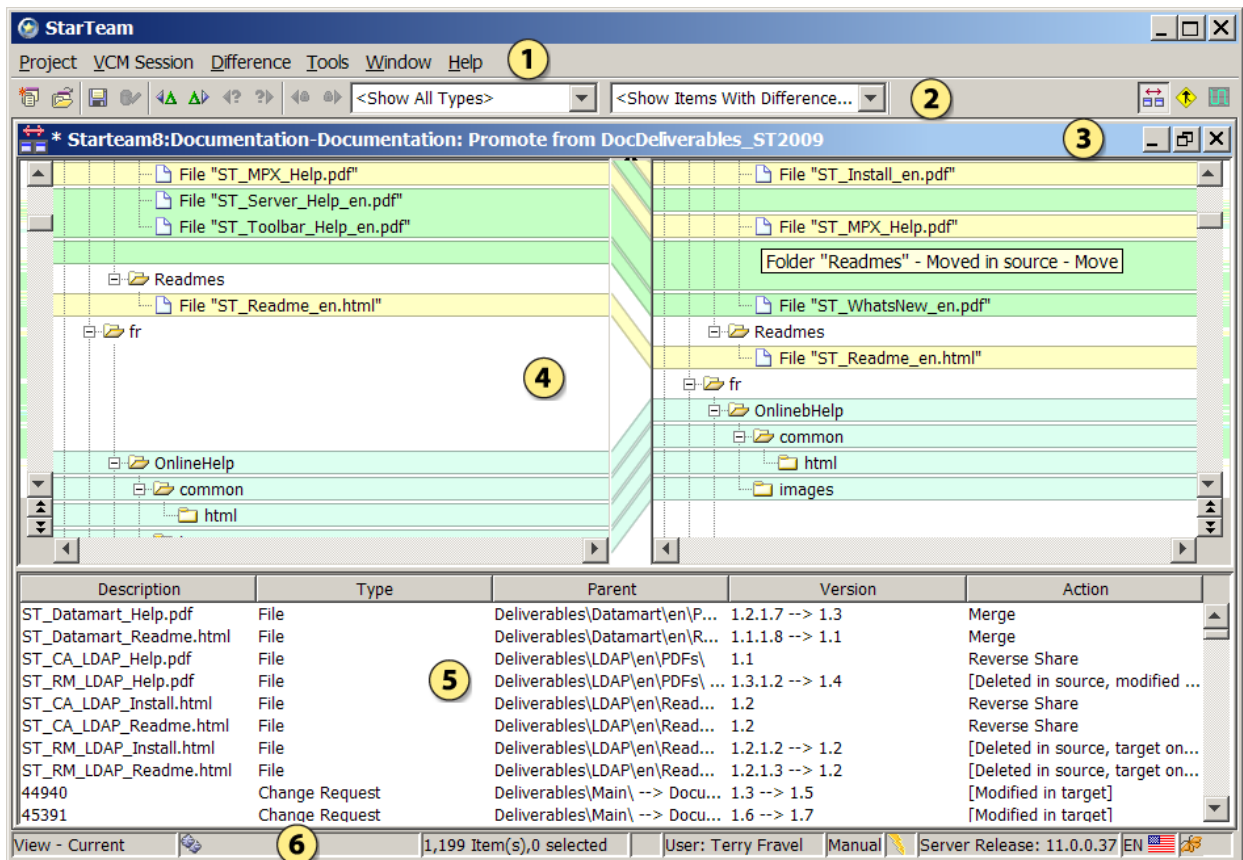 StarTeam
Project VCM Session Difference Tools Window Help 1
<Show All Types> <Show Items With Difference... 2
* Starteam8:Documentation-Documentation: Promote from DocDeliverables_ST2009 3
File "ST_MPX_Help.pdf"
File "ST_Server_Help_en.pdf"
File "ST_Toolbar_Help_en.pdf"
Readmes
File "ST_Readme_en.html"
fr
4
OnlineHelp
common
html
File "ST_Install_en.pdf"
File "ST_MPX_Help.pdf"
Folder "Readmes" - Moved in source - Move
File "ST_WhatsNew_en.pdf"
Readmes
File "ST_Readme_en.html"
fr
OnlinebHelp
common
html
images
Description Type Parent Version Action
ST_Datamart_Help.pdf File Deliverables\Datamart\en\P... 1.2.1.7 --> 1.3 Merge
ST_Datamart_Readme.html File Deliverables\Datamart\en\R... 1.1.1.8 --> 1.1 Merge
ST_CA_LDAP_Help.pdf File Deliverables\LDAP\en\PDFs\ 1.1 Reverse Share
ST_RM_LDAP_Help.pdf File 5 Deliverables\LDAP\en\PDFs\ ... 1.3.1.2 --> 1.4 [Deleted in source, modified ...
ST_CA_LDAP_Install.html File Deliverables\LDAP\en\Read... 1.2 Reverse Share
ST_CA_LDAP_Readme.html File Deliverables\LDAP\en\Read... 1.2 Reverse Share
ST_RM_LDAP_Install.html File Deliverables\LDAP\en\Read... 1.2.1.2 --> 1.2 [Deleted in source, target on...
ST_RM_LDAP_Readme.html File Deliverables\LDAP\en\Read... 1.2.1.3 --> 1.2 [Deleted in source, target on...
44940 Change Request Deliverables\Main\ --> Docu... 1.3 --> 1.5 [Modified in target]
45391 Change Request Deliverables\Main\ --> Docu... 1.6 --> 1.7 [Modified in target]
View - Current 6 1,199 Item(s),0 selected User: Terry Fravel Manual Server Release: 11.0.0.37 EN